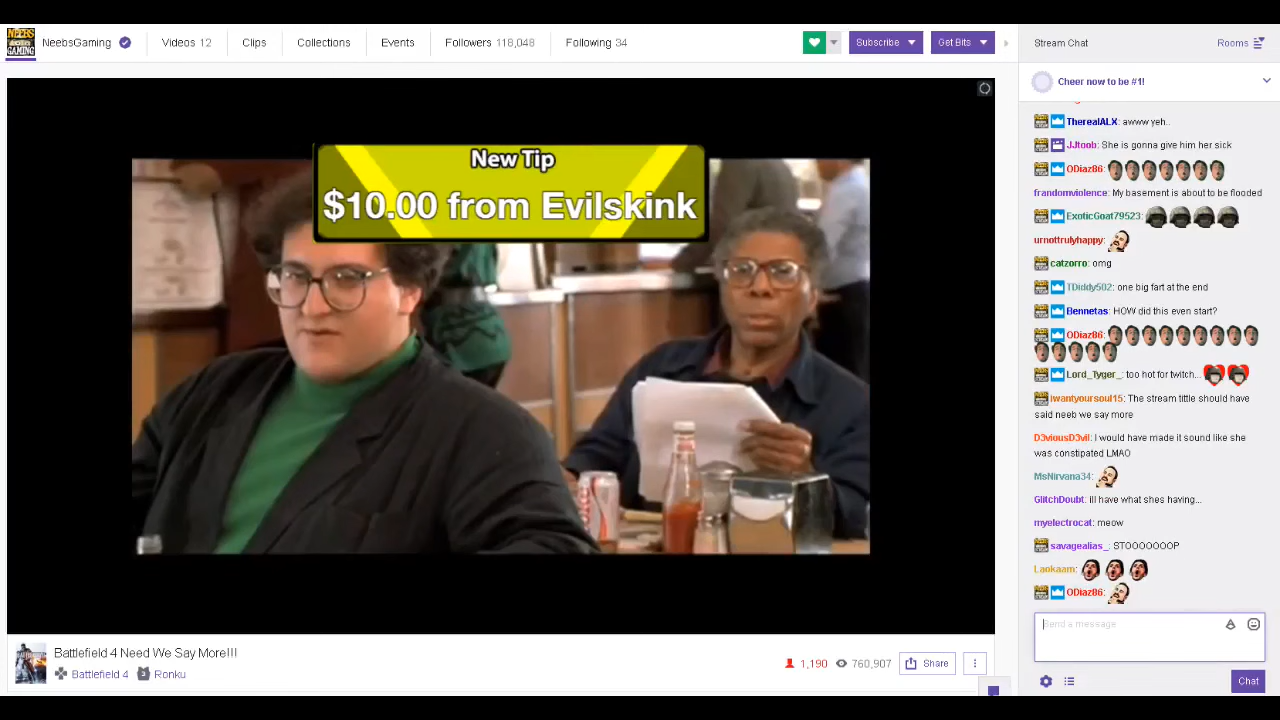 NEEBS
GAMING
NeebsGaming
Videos 12
Clips
Collections
Events
Followers 118,048
Following 34
Subscribe
Get Bits
Stream Chat
Rooms
Cheer now to be #1!
New Tip
$10.00 from Evilskink
TherealALX: awww yeh..
JJtoob: She is gonna give him her sick
ODiaz86:
frandomviolence: My basement is about to be flooded
ExoticGoat79523:
urnottrulyhappy:
catzorro: omg
TDiddy502: one big fart at the end
Bennetas: HOW did this even start?
ODiaz86:
Lord_Tyger_: too hot for twitch...
iwantyoursoul15: The stream tittle should have
said neeb we say more
D3viousD3vil: I would have made it sound like she
was constipated LMAO
MsNirvana34:
GlitchDoubt: ill have what shes having...
myelectrocat: meow
savagealias_: STOOOOOOOP
Laokaam:
ODiaz86:
Send a message
Chat
Battlefield 4 Need We Say More!!!
Battlefield 4
Ronku
1,190
760,907
Share